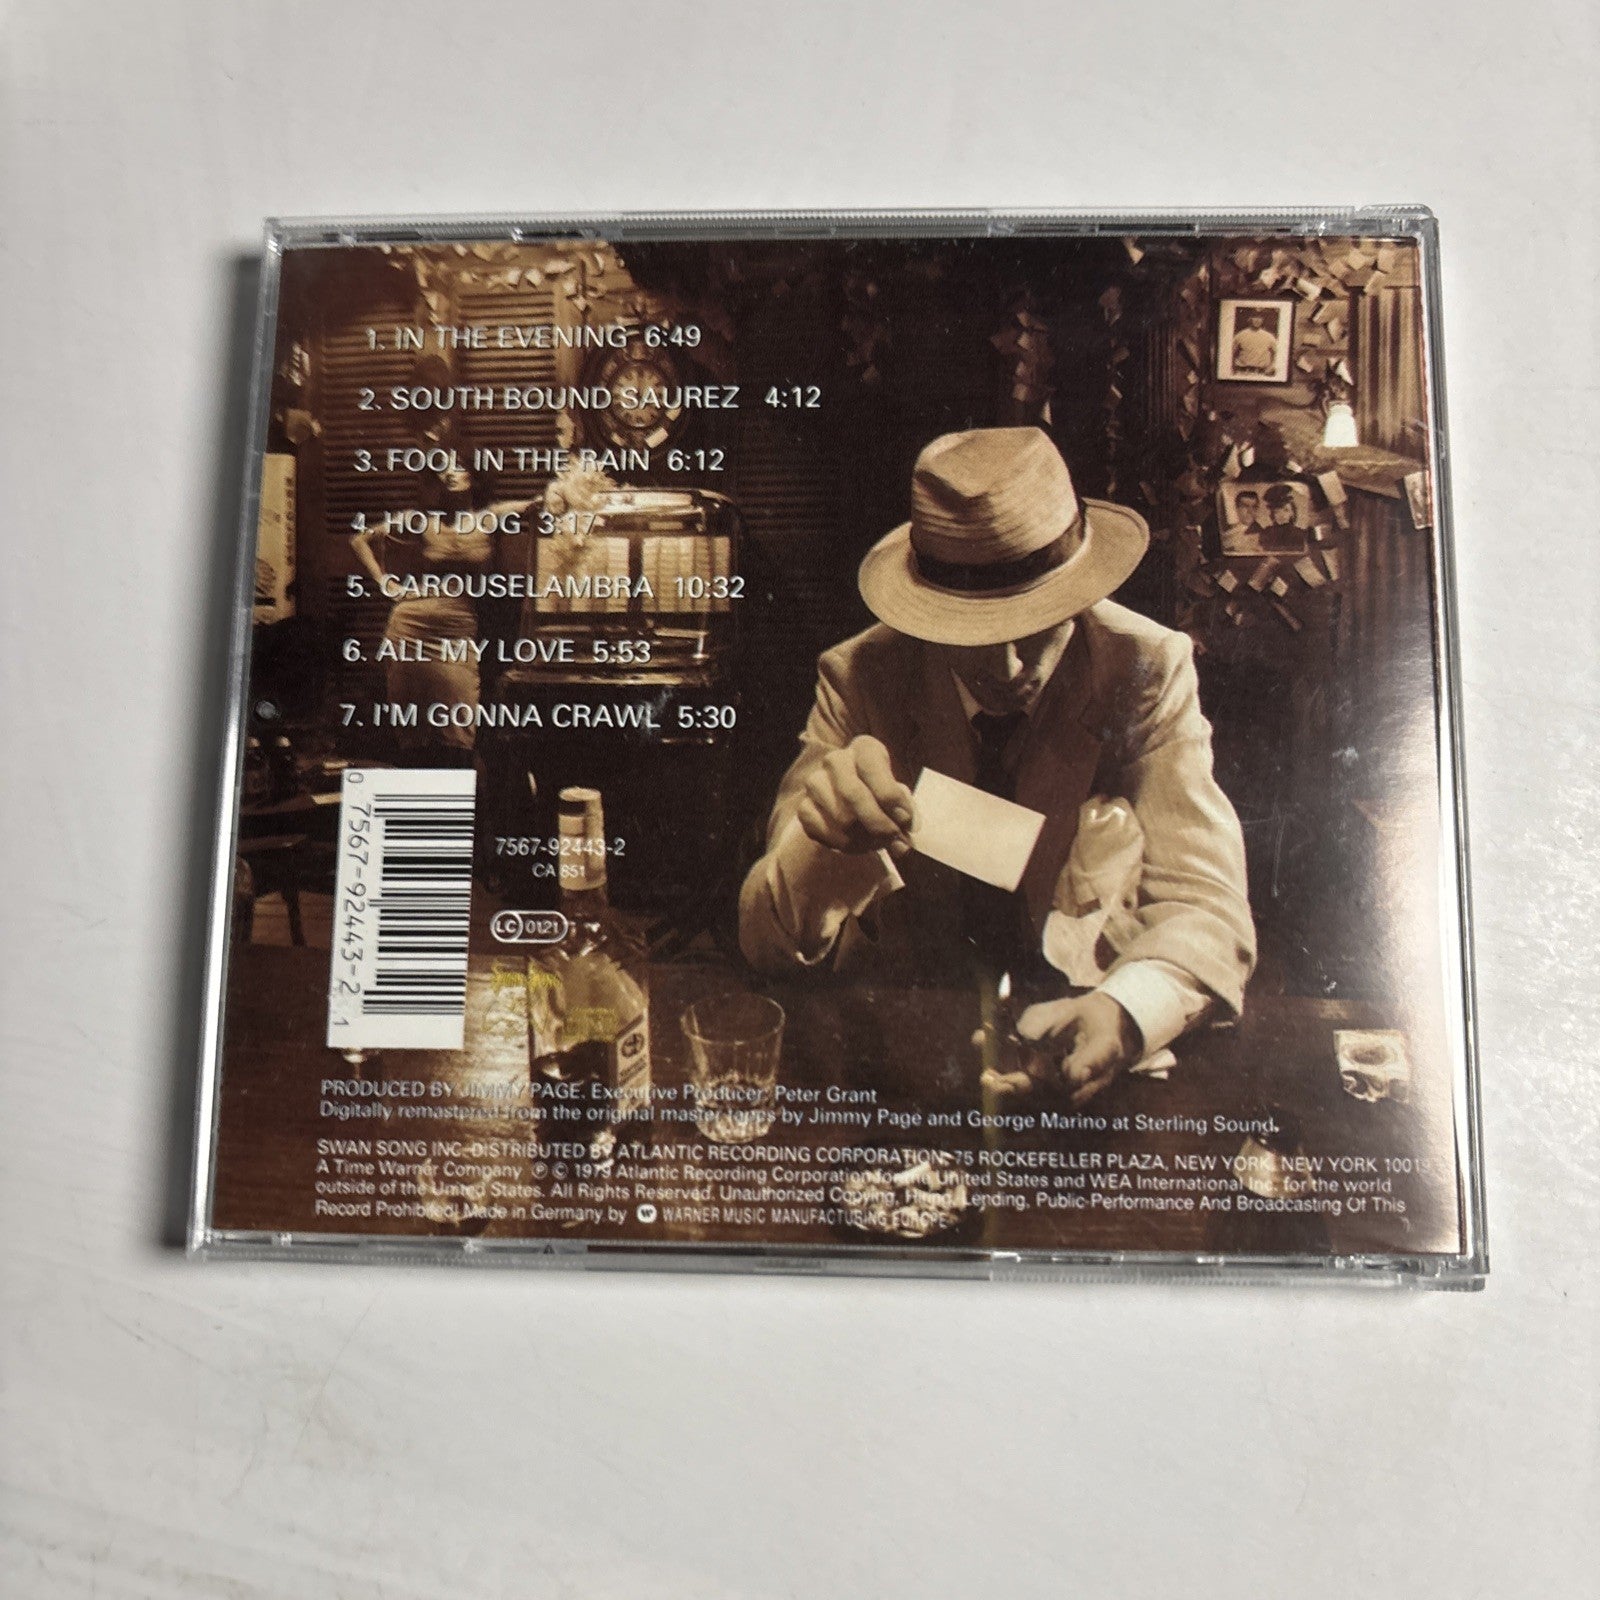 1. IN THE EVENING 6:49
2. SOUTH BOUND SAUREZ 4:12
3. FOOL IN THE RAIN 6:12
4. HOT DOG 3:17
5. CAROUSELAMBRA 10:32
6. ALL MY LOVE 5:53
7. I'M GONNA CRAWL 5:30
0 7567-92443-2 1
7567-92443-2
CA 851
LC 0121
Swan Song
PRODUCED BY JIMMY PAGE. Executive Producer: Peter Grant
Digitally remastered from the original master tapes by Jimmy Page and George Marino at Sterling Sound.
SWAN SONG INC. DISTRIBUTED BY ATLANTIC RECORDING CORPORATION, 75 ROCKEFELLER PLAZA, NEW YORK, NEW YORK 10019
A Time Warner Company ℗ © 1979 Atlantic Recording Corporation for the United States and WEA International Inc. for the world
outside of the United States. All Rights Reserved. Unauthorized Copying, Hiring, Lending, Public-Performance And Broadcasting Of This
Record Prohibited. Made in Germany by WARNER MUSIC MANUFACTURING EUROPE